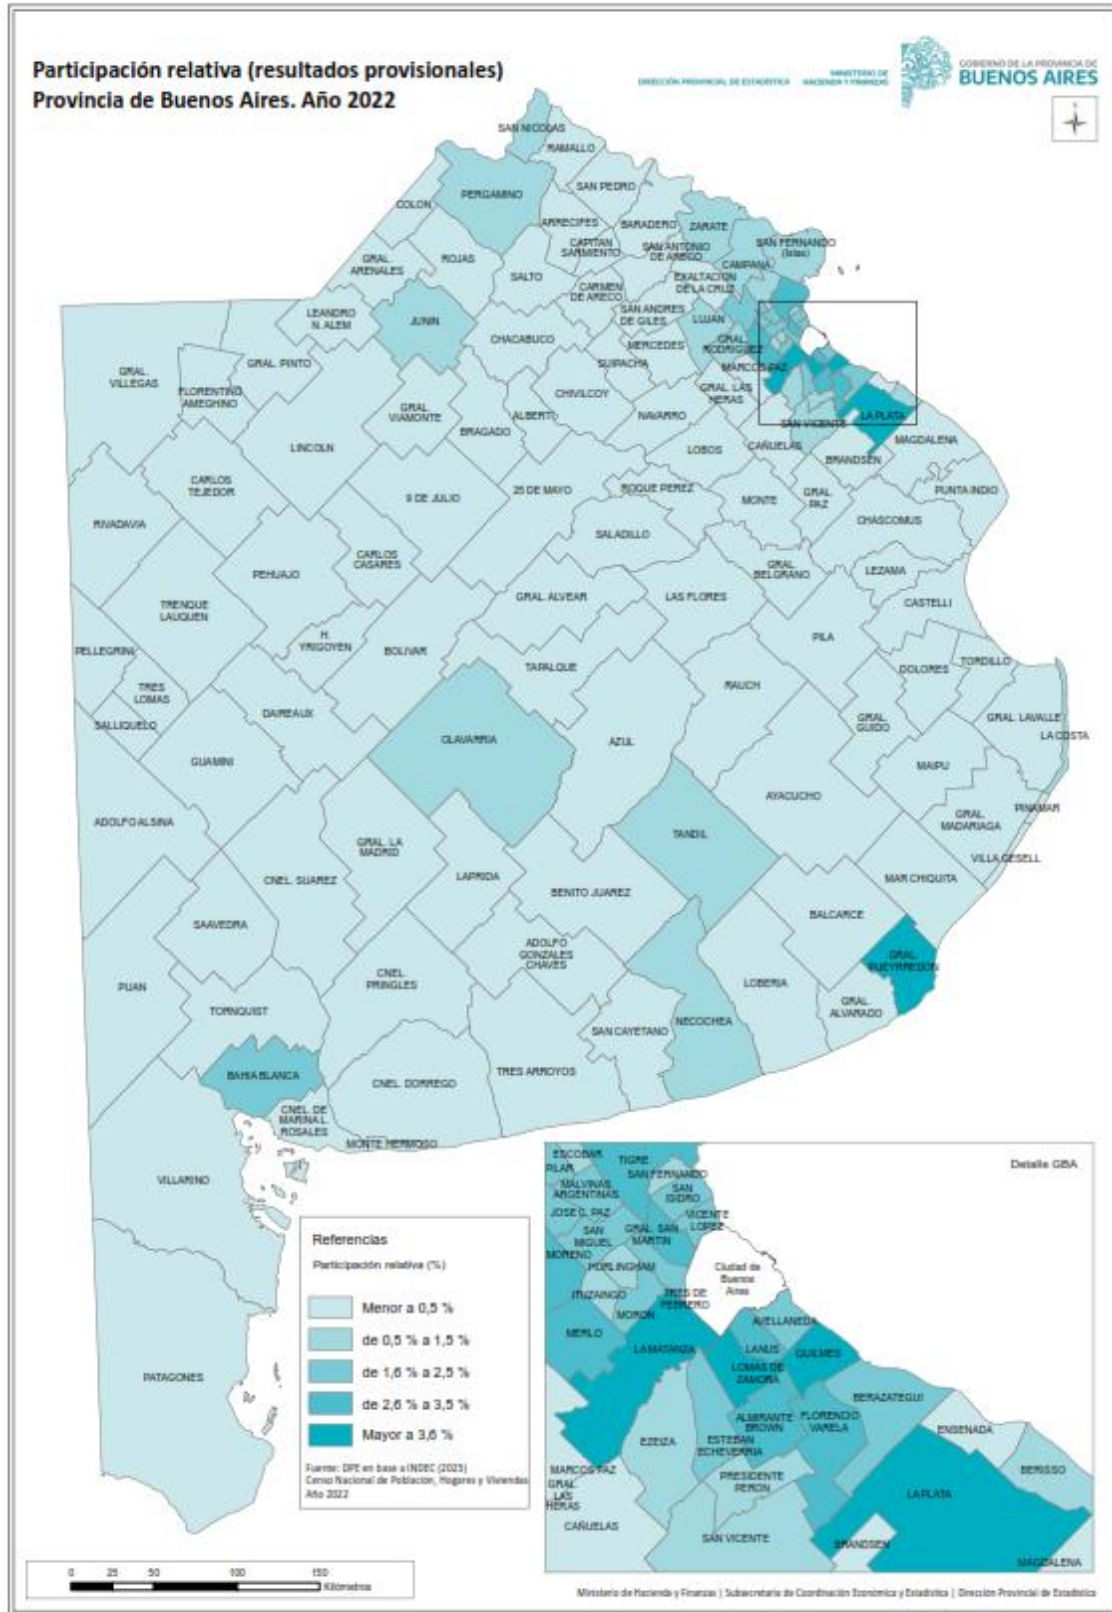 Participación relativa (resultados provisionales)
Provincia de Buenos Aires. Año 2022
DIRECCIÓN PROVINCIAL DE ESTADÍSTICA
MINISTERIO DE
HACIENDA Y FINANZAS
GOBIERNO DE LA PROVINCIA DE
BUENOS AIRES
SAN NICOLAS
RAMALLO
SAN PEDRO
PERGAMINO
COLON
ARRECIFES
BARADERO
ZARATE
CAPITAN
SARMIENTO
SAN ANTONIO
DE ARECO
SAN FERNANDO
(Islas)
CAMPANA
GRAL.
ARENALES
ROJAS
SALTO
EXALTACION
DE LA CRUZ
CARMEN
DE ARECO
LEANDRO
N. ALEM
JUNIN
SAN ANDRES
DE GILES
LUJAN
CHACABUCO
MERCEDES
GRAL.
RODRIGUEZ
GRAL.
VILLEGAS
GRAL. PINTO
SUIPACHA
MARCOS PAZ
FLORENTINO
AMEGHINO
CHIVILCOY
GRAL. LAS
HERAS
GRAL.
VIAMONTE
ALBERTI
NAVARRO
LA PLATA
BRAGADO
SAN VICENTE
LINCOLN
LOBOS
CAÑUELAS
MAGDALENA
BRANDSEN
CARLOS
TEJEDOR
9 DE JULIO
25 DE MAYO
ROQUE PEREZ
MONTE
GRAL.
PAZ
PUNTA INDIO
RIVADAVIA
CHASCOMUS
SALADILLO
CARLOS
CASARES
PEHUAJO
GRAL.
BELGRANO
LEZAMA
TRENQUE
LAUQUEN
GRAL. ALVEAR
LAS FLORES
CASTELLI
H.
YRIGOYEN
PILA
PELLEGRINI
BOLIVAR
TAPALQUE
DOLORES
TORDILLO
TRES
LOMAS
RAUCH
SALLIQUELO
DAIREAUX
GRAL.
GUIDO
GRAL. LAVALLE
LA COSTA
OLAVARRIA
AZUL
GUAMINI
MAIPU
AYACUCHO
PINAMAR
ADOLFO ALSINA
GRAL.
MADARIAGA
GRAL. LA
MADRID
TANDIL
VILLA GESELL
CNEL. SUAREZ
LAPRIDA
BENITO JUAREZ
MAR CHIQUITA
SAAVEDRA
BALCARCE
ADOLFO
GONZALES
CHAVES
GRAL.
PUEYRREDON
PUAN
CNEL.
PRINGLES
LOBERIA
TORNQUIST
GRAL.
ALVARADO
NECOCHEA
SAN CAYETANO
BAHIA BLANCA
CNEL. DORREGO
TRES ARROYOS
CNEL. DE
MARINA L.
ROSALES
MONTE HERMOSO
VILLARINO
PATAGONES
Referencias
Participación relativa (%)
Menor a 0,5 %
de 0,5 % a 1,5 %
de 1,6 % a 2,5 %
de 2,6 % a 3,5 %
Mayor a 3,6 %
Fuente: DPE en base a INDEC (2023)
Censo Nacional de Población, Hogares y Viviendas
Año 2022
0 25 50 100 150
Kilómetros
Detalle GBA
ESCOBAR
TIGRE
PILAR
SAN FERNANDO
MALVINAS
ARGENTINAS
SAN
ISIDRO
JOSE C. PAZ
VICENTE
LOPEZ
SAN
MIGUEL
GRAL. SAN
MARTIN
MORENO
HURLINGHAM
Ciudad de
Buenos
Aires
ITUZAINGO
TRES DE
FEBRERO
MORON
AVELLANEDA
MERLO
LA MATANZA
LANUS
QUILMES
LOMAS DE
ZAMORA
BERAZATEGUI
ALMIRANTE
BROWN
FLORENCIO
VARELA
ENSENADA
EZEIZA
ESTEBAN
ECHEVERRIA
BERISSO
MARCOS PAZ
PRESIDENTE
PERON
GRAL.
LAS
HERAS
LA PLATA
CAÑUELAS
SAN VICENTE
BRANDSEN
MAGDALENA
Ministerio de Hacienda y Finanzas | Subsecretaría de Coordinación Económica y Estadística | Dirección Provincial de Estadística